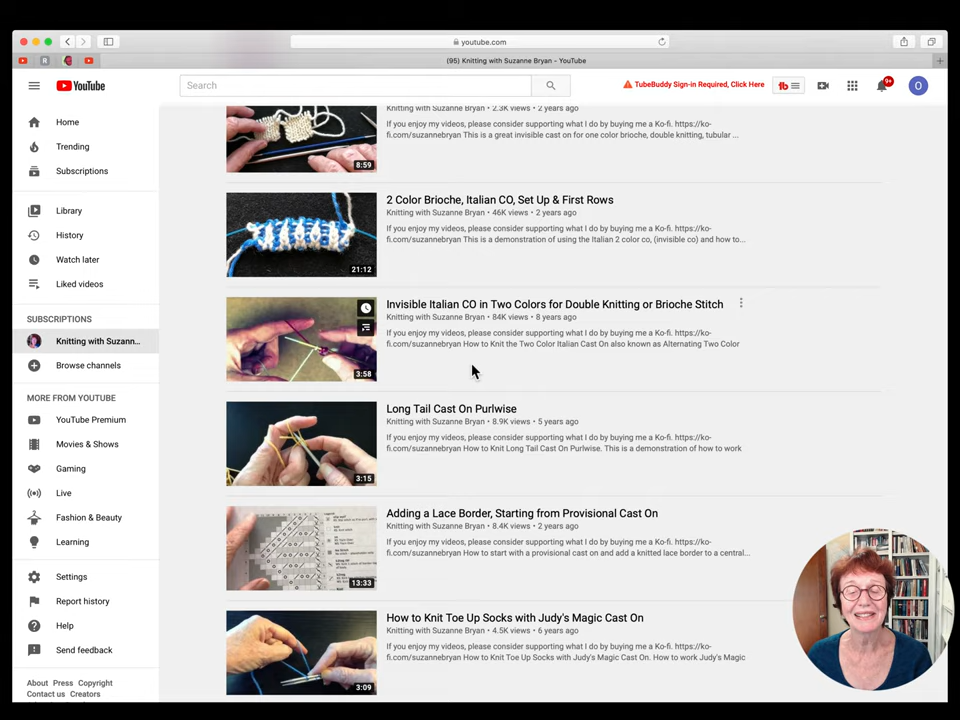 youtube.com
(95) Knitting with Suzanne Bryan - YouTube
YouTube
Search
TubeBuddy Sign-in Required, Click Here
tb
9+
O
Home
Trending
Subscriptions
Library
History
Watch later
Liked videos
SUBSCRIPTIONS
Knitting with Suzann...
Browse channels
MORE FROM YOUTUBE
YouTube Premium
Movies & Shows
Gaming
Live
Fashion & Beauty
Learning
Settings
Report history
Help
Send feedback
About Press Copyright
Contact us Creators
Knitting with Suzanne Bryan • 2.3K views • 2 years ago
If you enjoy my videos, please consider supporting what I do by buying me a Ko-fi. https://ko-
fi.com/suzannebryan This is a great invisible cast on for one color brioche, double knitting, tubular ...
8:59
2 Color Brioche, Italian CO, Set Up & First Rows
Knitting with Suzanne Bryan • 46K views • 2 years ago
If you enjoy my videos, please consider supporting what I do by buying me a Ko-fi. https://ko-
fi.com/suzannebryan This is a demonstration of using the Italian 2 color co, (invisible co) and how to...
21:12
Invisible Italian CO in Two Colors for Double Knitting or Brioche Stitch
Knitting with Suzanne Bryan • 84K views • 8 years ago
If you enjoy my videos, please consider supporting what I do by buying me a Ko-fi. https://ko-
fi.com/suzannebryan How to Knit the Two Color Italian Cast On also known as Alternating Two Color
3:58
Long Tail Cast On Purlwise
Knitting with Suzanne Bryan • 8.9K views • 5 years ago
If you enjoy my videos, please consider supporting what I do by buying me a Ko-fi. https://ko-
fi.com/suzannebryan How to Knit Long Tail Cast On Purlwise. This is a demonstration of how to work
3:15
Adding a Lace Border, Starting from Provisional Cast On
Knitting with Suzanne Bryan • 8.4K views • 2 years ago
If you enjoy my videos, please consider supporting what I do by buying me a Ko-fi. https://ko-
fi.com/suzannebryan How to start with a provisional cast on and add a knitted lace border to a central...
13:33
How to Knit Toe Up Socks with Judy's Magic Cast On
Knitting with Suzanne Bryan • 4.5K views • 6 years ago
If you enjoy my videos, please consider supporting what I do by buying me a Ko-fi. https://ko-
fi.com/suzannebryan How to Knit Toe Up Socks with Judy's Magic Cast On. How to work Judy's Magic
3:09